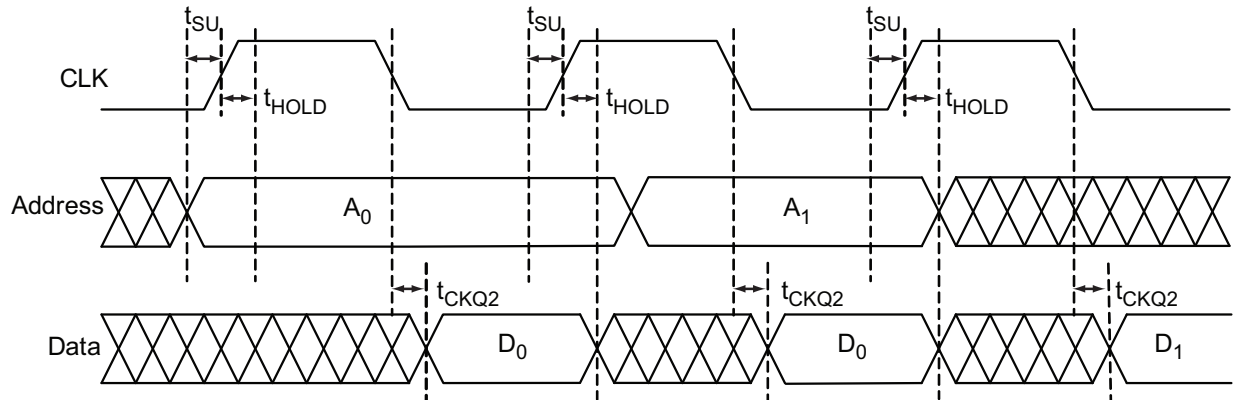 tSU tSU tSU
CLK
tHOLD tHOLD tHOLD
Address A0 A1
tCKQ2 tCKQ2 tCKQ2
Data D0 D0 D1